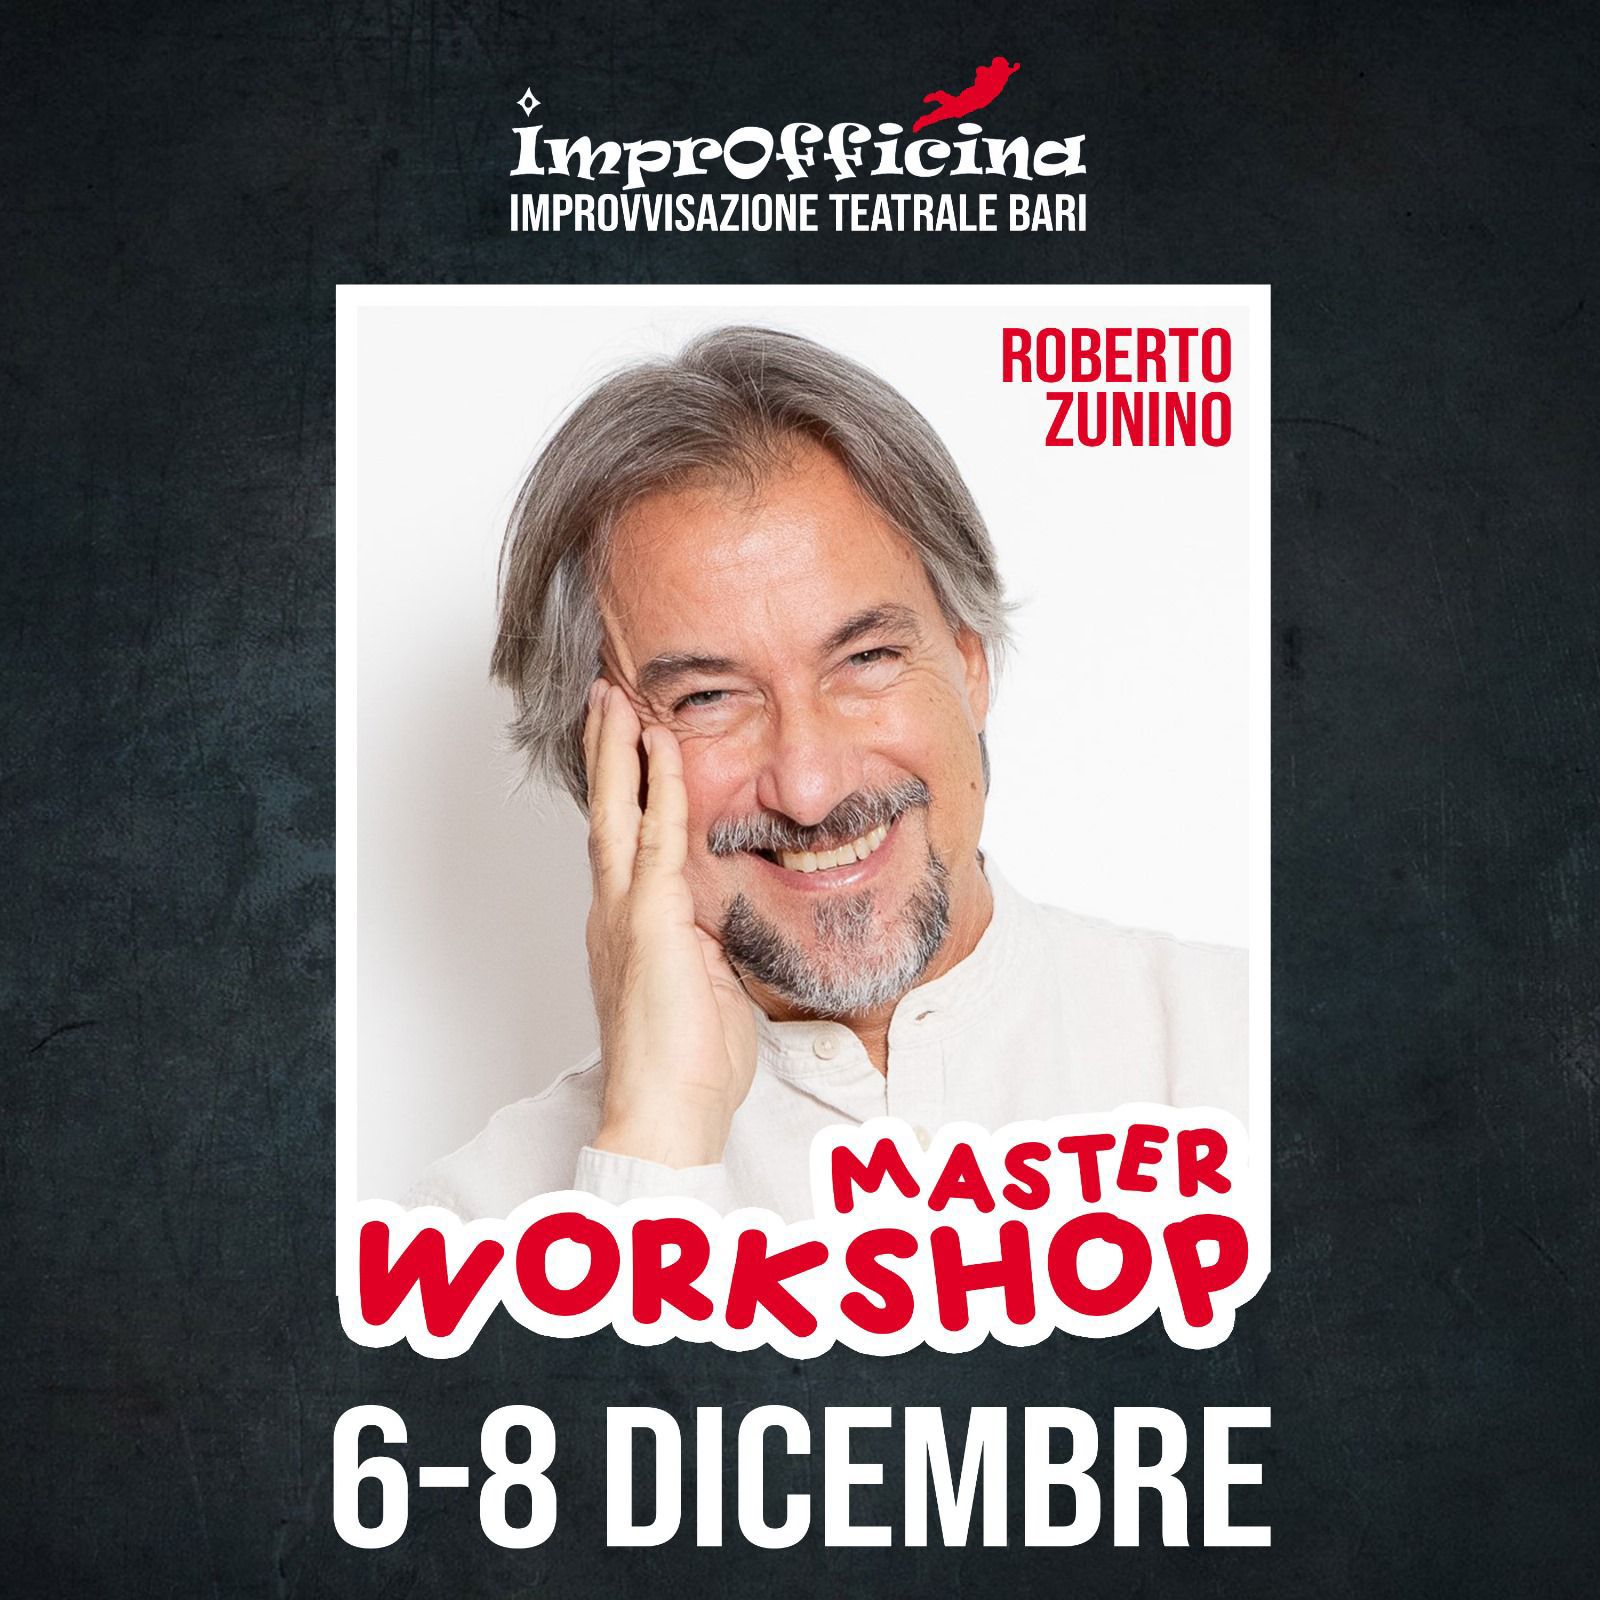 imprOfficina
IMPROVVISAZIONE TEATRALE BARI
ROBERTO
ZUNINO
MASTER
WORKSHOP
6-8 DICEMBRE